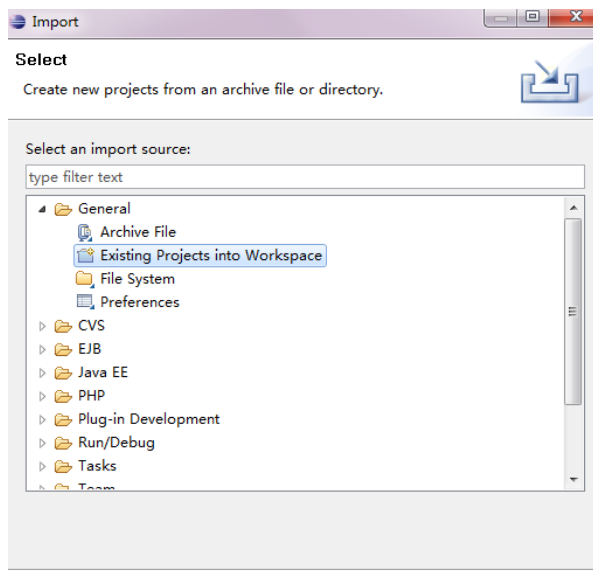 Import
Select
Create new projects from an archive file or directory.
Select an import source:
type filter text
General
Archive File
Existing Projects into Workspace
File System
Preferences
CVS
EJB
Java EE
PHP
Plug-in Development
Run/Debug
Tasks
Team